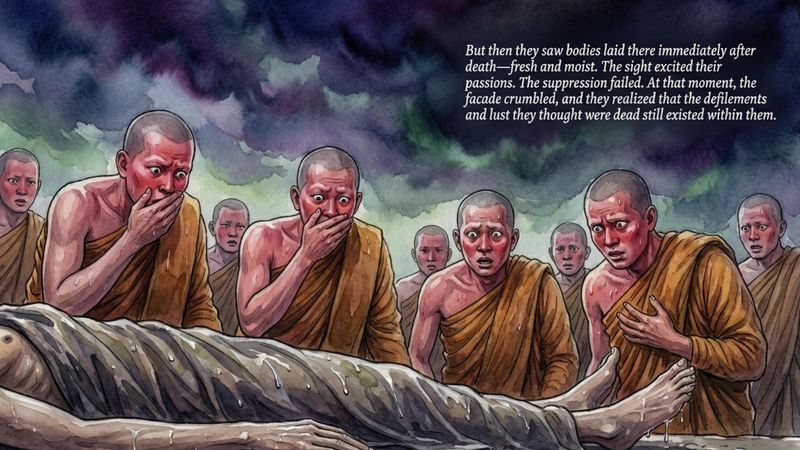 But then they saw bodies laid there immediately after
death—fresh and moist. The sight excited their
passions. The suppression failed. At that moment, the
facade crumbled, and they realized that the defilements
and lust they thought were dead still existed within them.